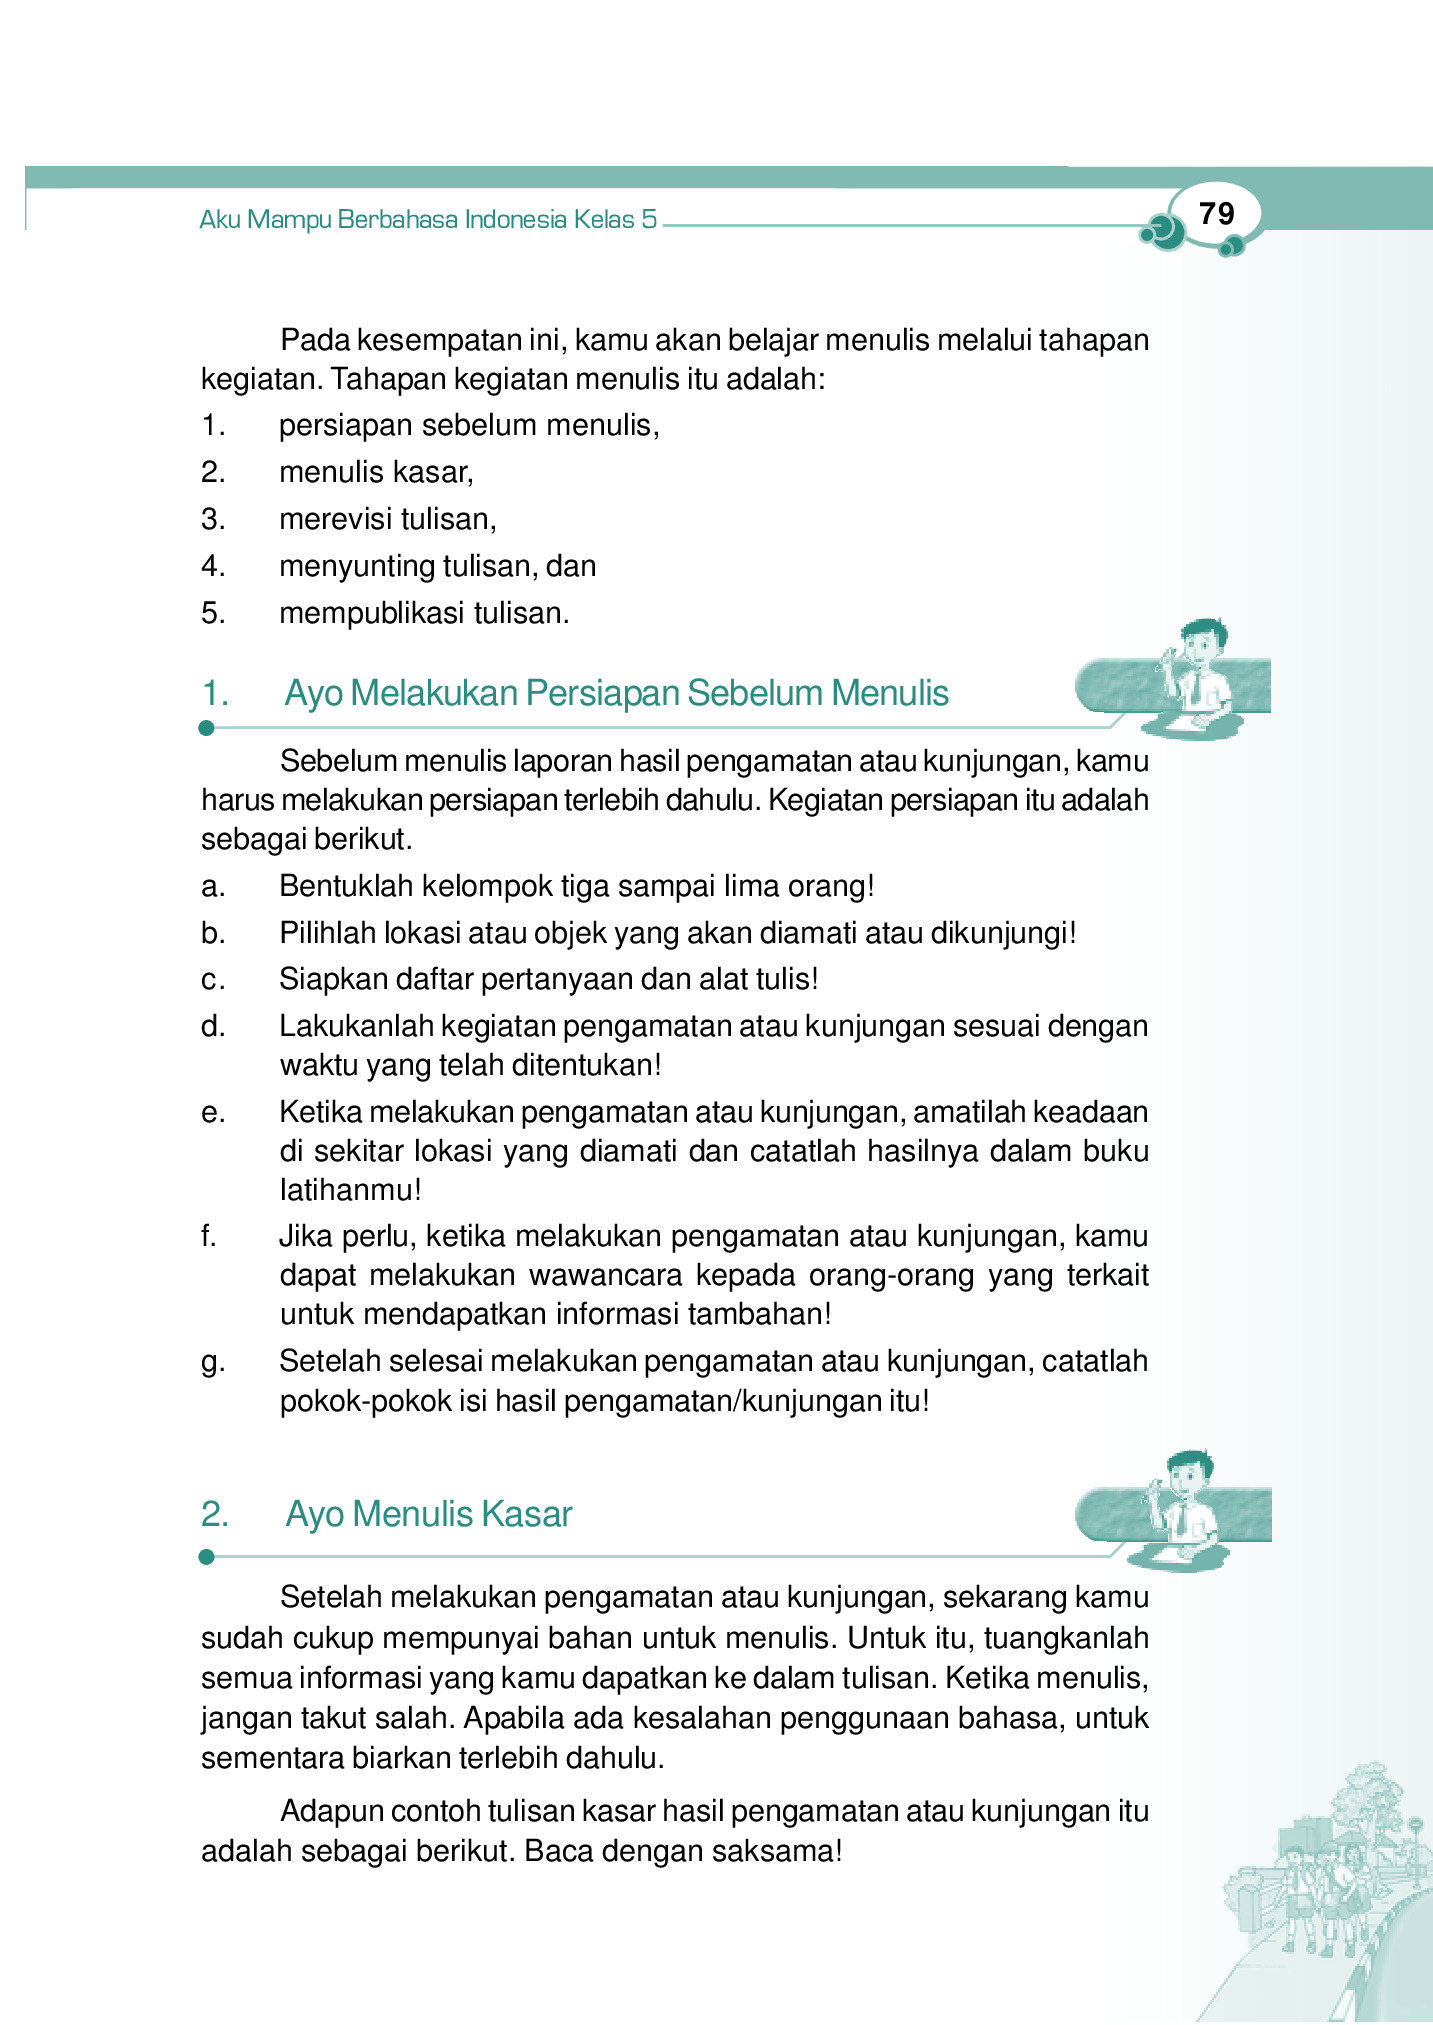 Aku Mampu Berbahasa Indonesia Kelas 5
79
Pada kesempatan ini, kamu akan belajar menulis melalui tahapan
kegiatan. Tahapan kegiatan menulis itu adalah:
1. persiapan sebelum menulis,
2. menulis kasar,
3. merevisi tulisan,
4. menyunting tulisan, dan
5. mempublikasi tulisan.
1. Ayo Melakukan Persiapan Sebelum Menulis
Sebelum menulis laporan hasil pengamatan atau kunjungan, kamu
harus melakukan persiapan terlebih dahulu. Kegiatan persiapan itu adalah
sebagai berikut.
a. Bentuklah kelompok tiga sampai lima orang!
b. Pilihlah lokasi atau objek yang akan diamati atau dikunjungi!
c. Siapkan daftar pertanyaan dan alat tulis!
d. Lakukanlah kegiatan pengamatan atau kunjungan sesuai dengan
waktu yang telah ditentukan!
e. Ketika melakukan pengamatan atau kunjungan, amatilah keadaan
di sekitar lokasi yang diamati dan catatlah hasilnya dalam buku
latihanmu!
f. Jika perlu, ketika melakukan pengamatan atau kunjungan, kamu
dapat melakukan wawancara kepada orang-orang yang terkait
untuk mendapatkan informasi tambahan!
g. Setelah selesai melakukan pengamatan atau kunjungan, catatlah
pokok-pokok isi hasil pengamatan/kunjungan itu!
2. Ayo Menulis Kasar
Setelah melakukan pengamatan atau kunjungan, sekarang kamu
sudah cukup mempunyai bahan untuk menulis. Untuk itu, tuangkanlah
semua informasi yang kamu dapatkan ke dalam tulisan. Ketika menulis,
jangan takut salah. Apabila ada kesalahan penggunaan bahasa, untuk
sementara biarkan terlebih dahulu.
Adapun contoh tulisan kasar hasil pengamatan atau kunjungan itu
adalah sebagai berikut. Baca dengan saksama!